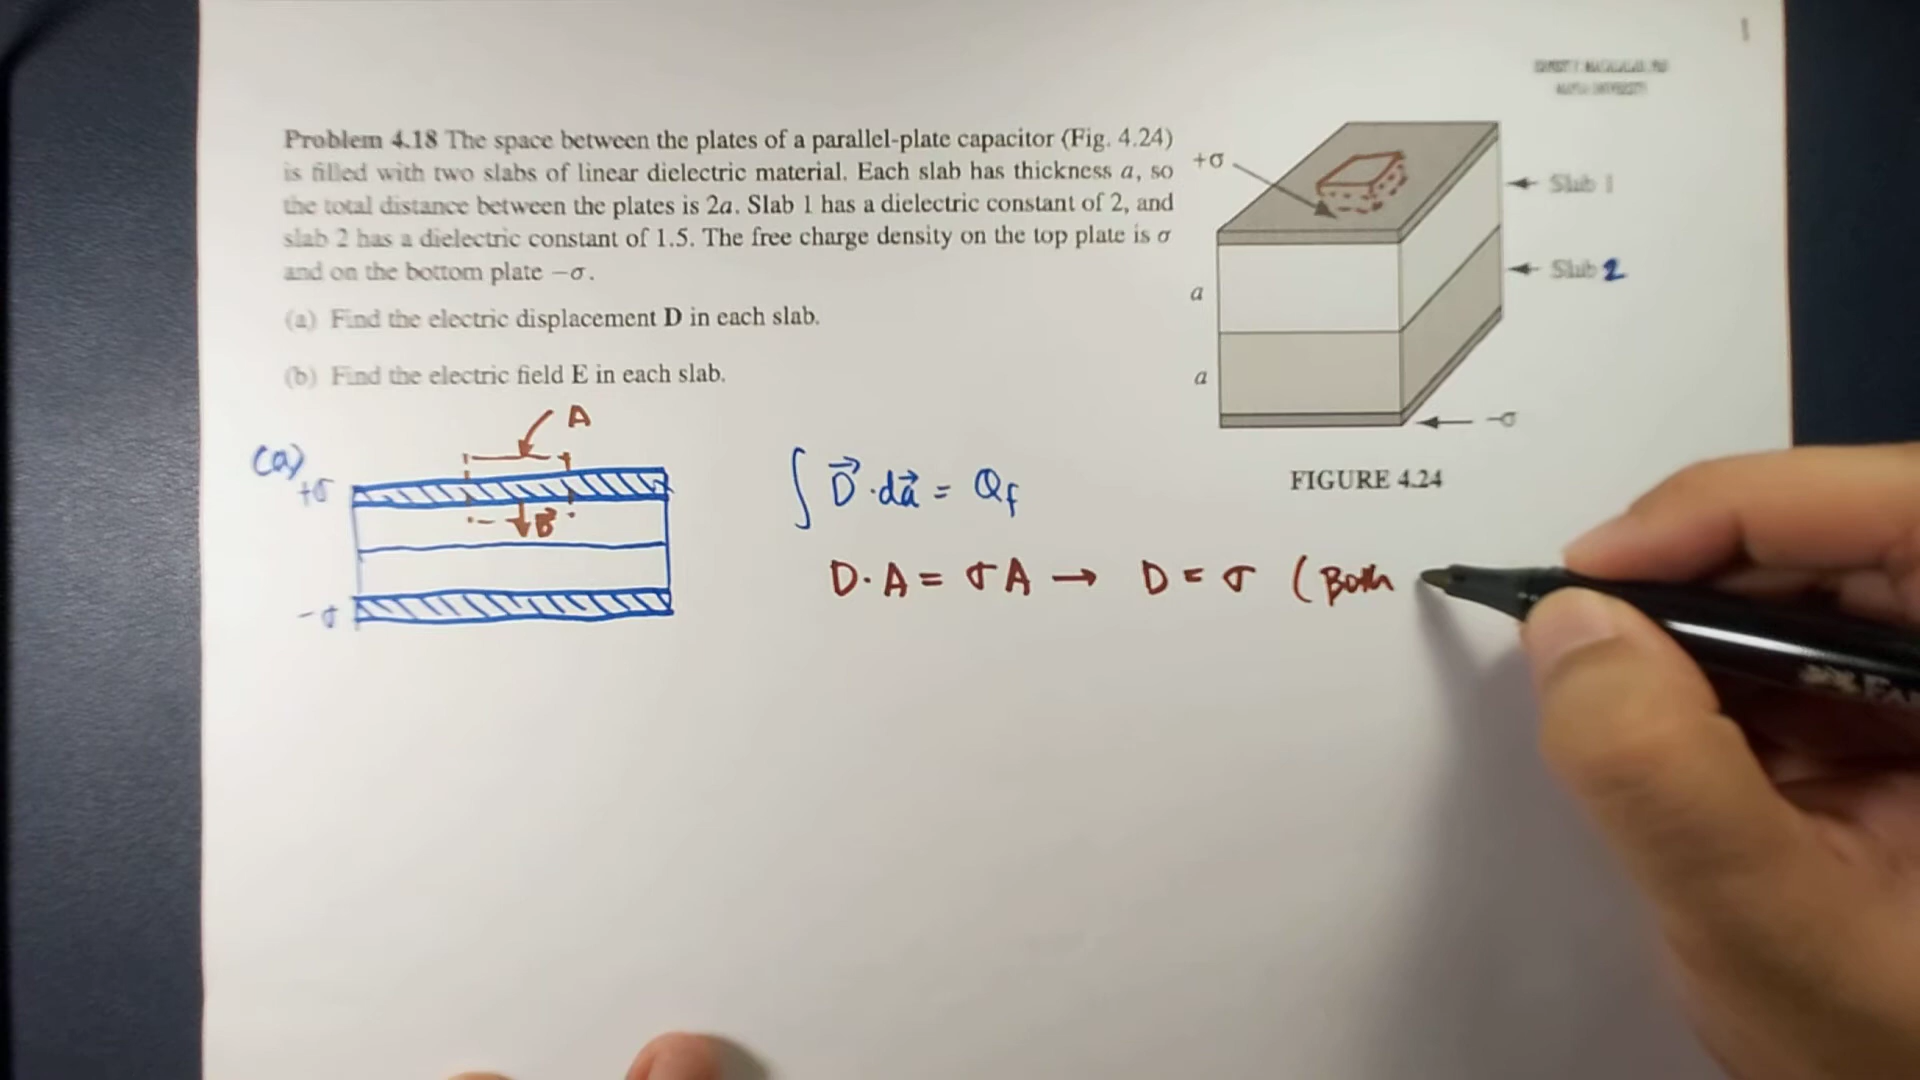 Problem 4.18 The space between the plates of a parallel-plate capacitor (Fig. 4.24)
is filled with two slabs of linear dielectric material. Each slab has thickness a, so
the total distance between the plates is 2a. Slab 1 has a dielectric constant of 2, and
slab 2 has a dielectric constant of 1.5. The free charge density on the top plate is σ
and on the bottom plate −σ.
(a) Find the electric displacement D in each slab.
(b) Find the electric field E in each slab.
+σ
Slab 1
Slab 2
a
a
−σ
FIGURE 4.24
(a)
A
+σ
D⃗
-σ
∫ D⃗·da⃗ = Qf
D·A = σA → D = σ (Both